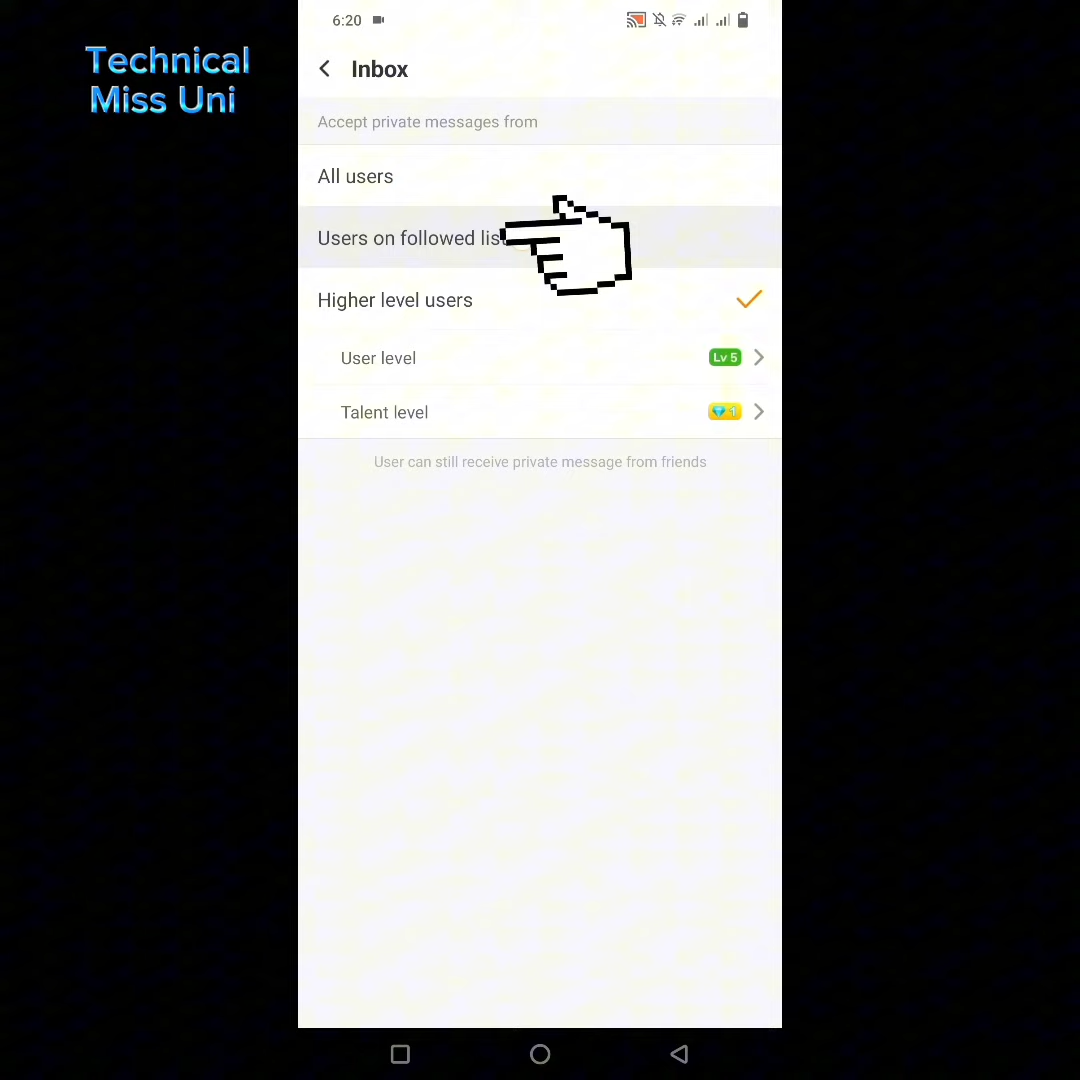 Technical
Miss Uni
6:20
Inbox
Accept private messages from
All users
Users on followed lis
Higher level users
User level
Lv 5
Talent level
1
User can still receive private message from friends